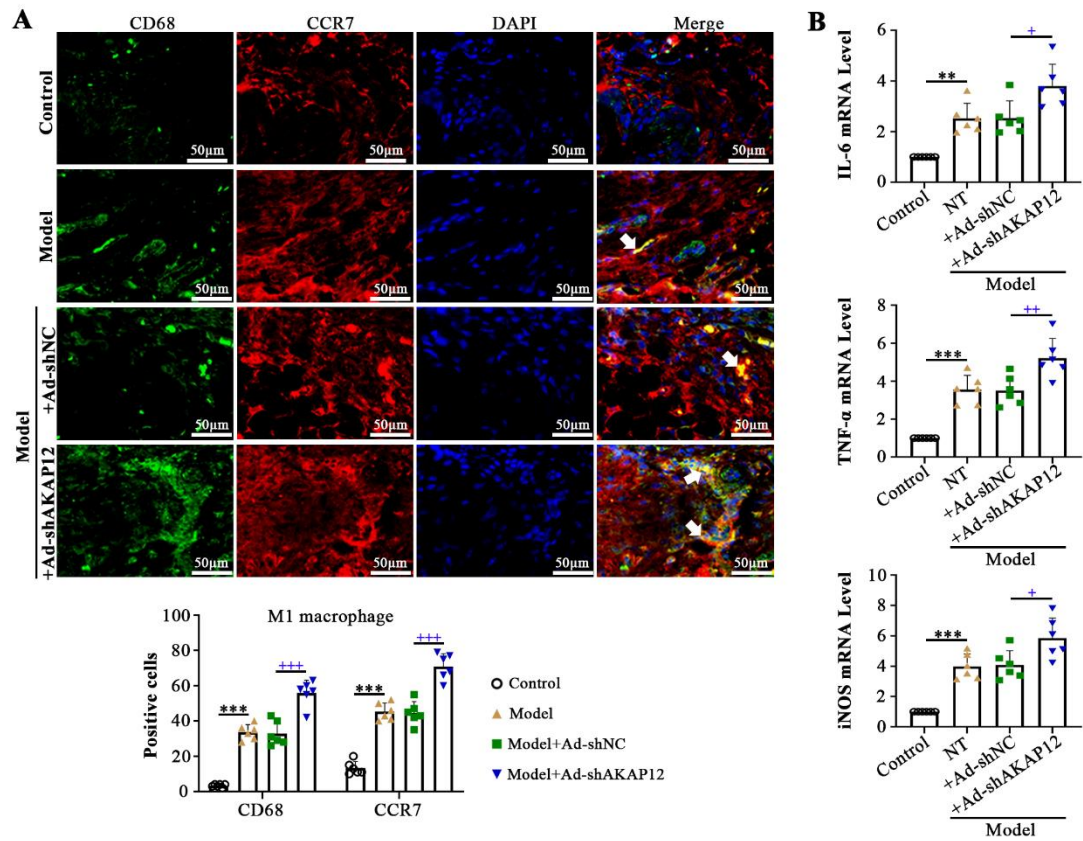 A
CD68 CCR7 DAPI Merge
Control
50μm 50μm 50μm 50μm
Model
50μm 50μm 50μm 50μm
Model
+Ad-shNC
50μm 50μm 50μm 50μm
+Ad-shAKAP12
50μm 50μm 50μm 50μm
M1 macrophage
Positive cells
100
80
60
40
20
0
*** +++ *** +++
CD68 CCR7
Control
Model
Model+Ad-shNC
Model+Ad-shAKAP12
B
IL-6 mRNA Level
6
4
2
0
** +
Control NT +Ad-shNC +Ad-shAKAP12
Model
TNF-α mRNA Level
8
6
4
2
0
*** ++
Control NT +Ad-shNC +Ad-shAKAP12
Model
iNOS mRNA Level
10
8
6
4
2
0
*** +
Control NT +Ad-shNC +Ad-shAKAP12
Model